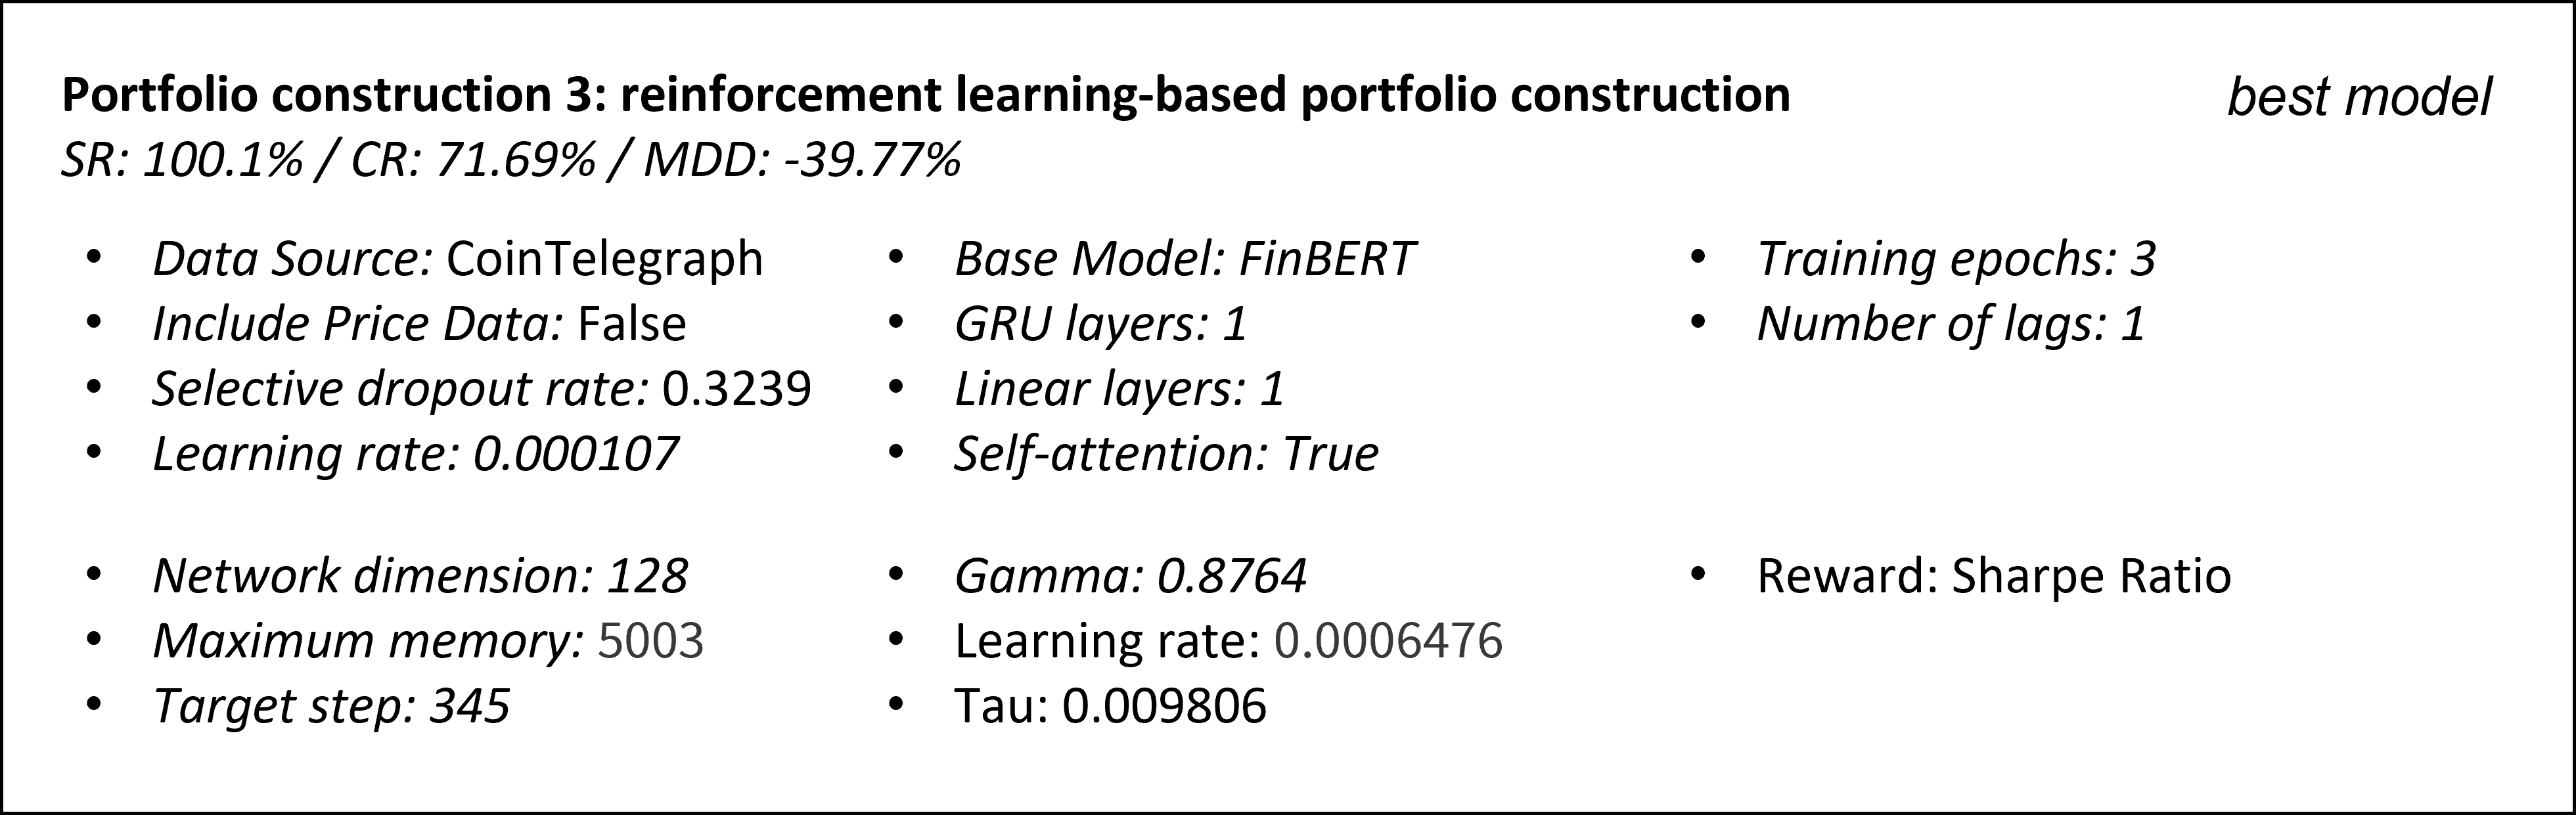 Portfolio construction 3: reinforcement learning-based portfolio construction
best model
SR: 100.1% / CR: 71.69% / MDD: -39.77%
• Data Source: CoinTelegraph
• Include Price Data: False
• Selective dropout rate: 0.3239
• Learning rate: 0.000107
• Base Model: FinBERT
• GRU layers: 1
• Linear layers: 1
• Self-attention: True
• Training epochs: 3
• Number of lags: 1
• Network dimension: 128
• Maximum memory: 5003
• Target step: 345
• Gamma: 0.8764
• Learning rate: 0.0006476
• Tau: 0.009806
• Reward: Sharpe Ratio